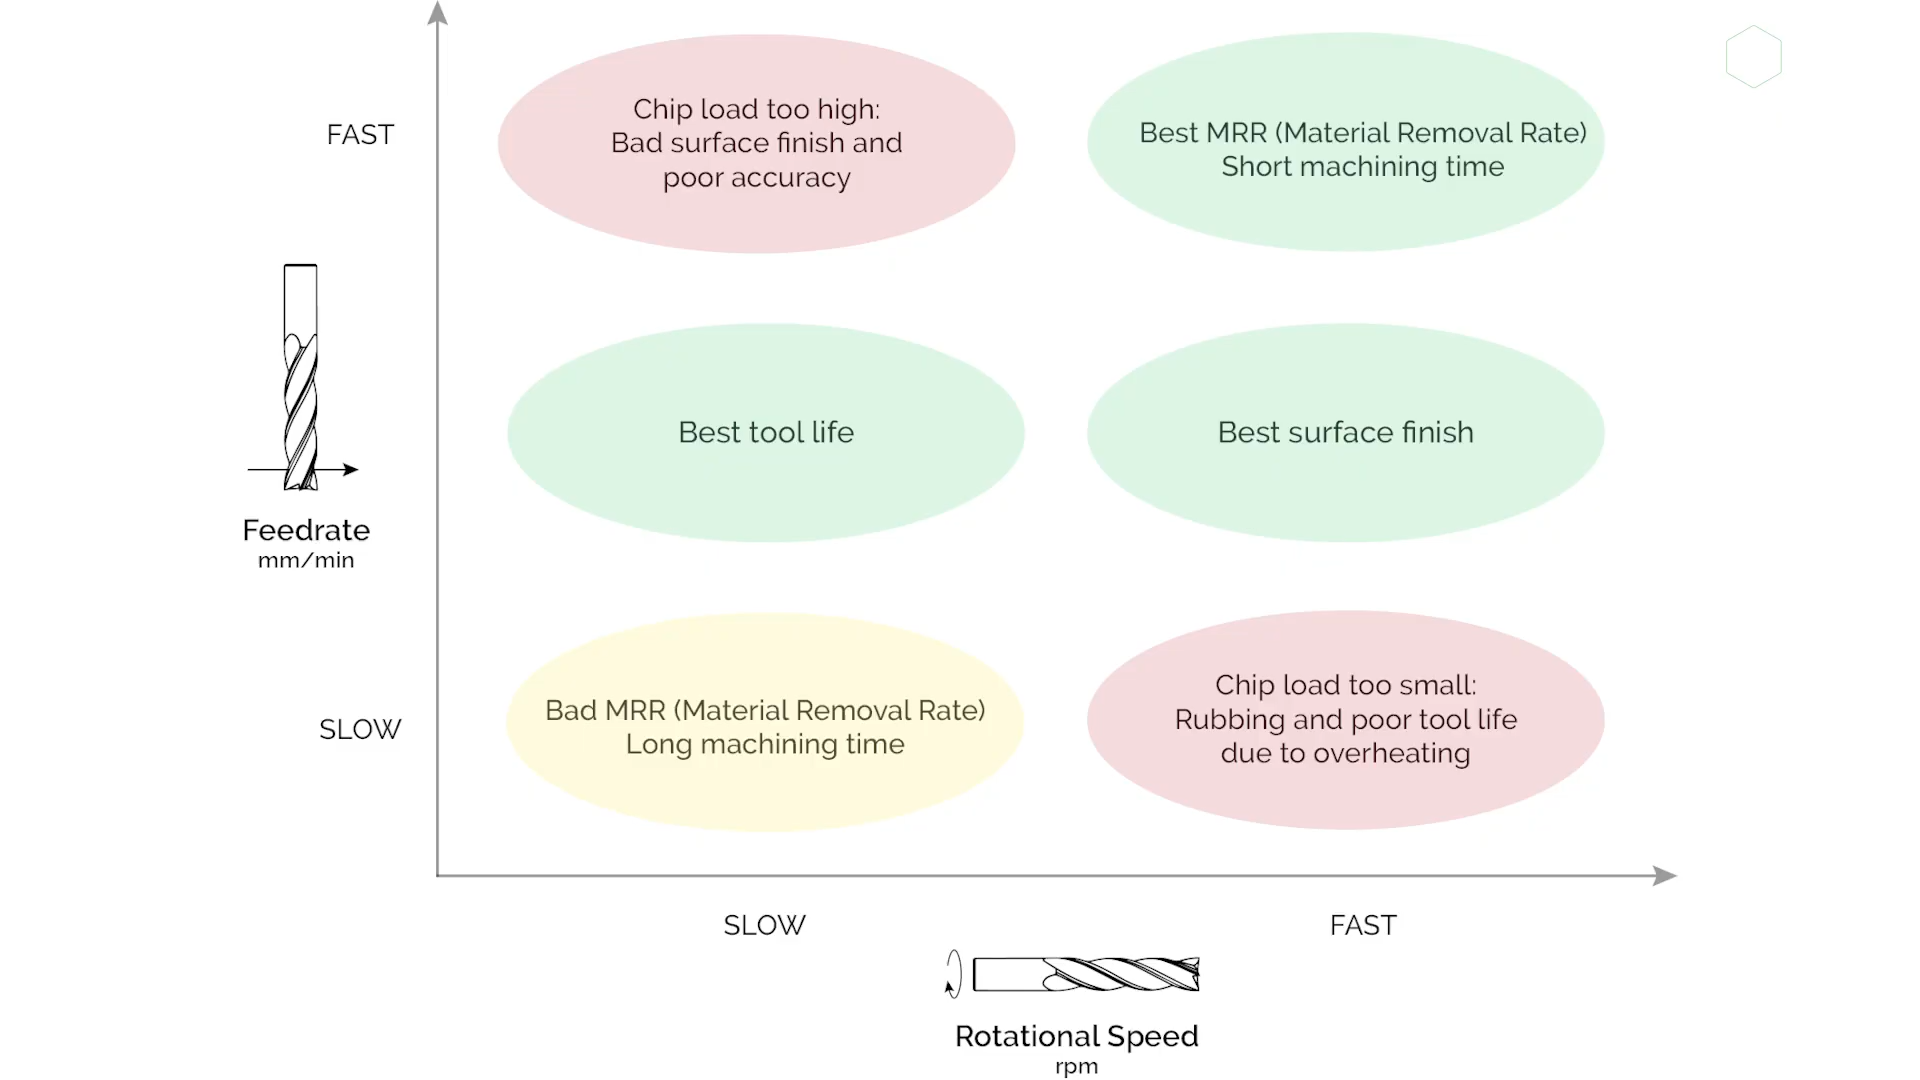 FAST
Chip load too high:
Bad surface finish and
poor accuracy
Best MRR (Material Removal Rate)
Short machining time
Best tool life
Best surface finish
Feedrate
mm/min
SLOW
Bad MRR (Material Removal Rate)
Long machining time
Chip load too small:
Rubbing and poor tool life
due to overheating
SLOW
FAST
Rotational Speed
rpm